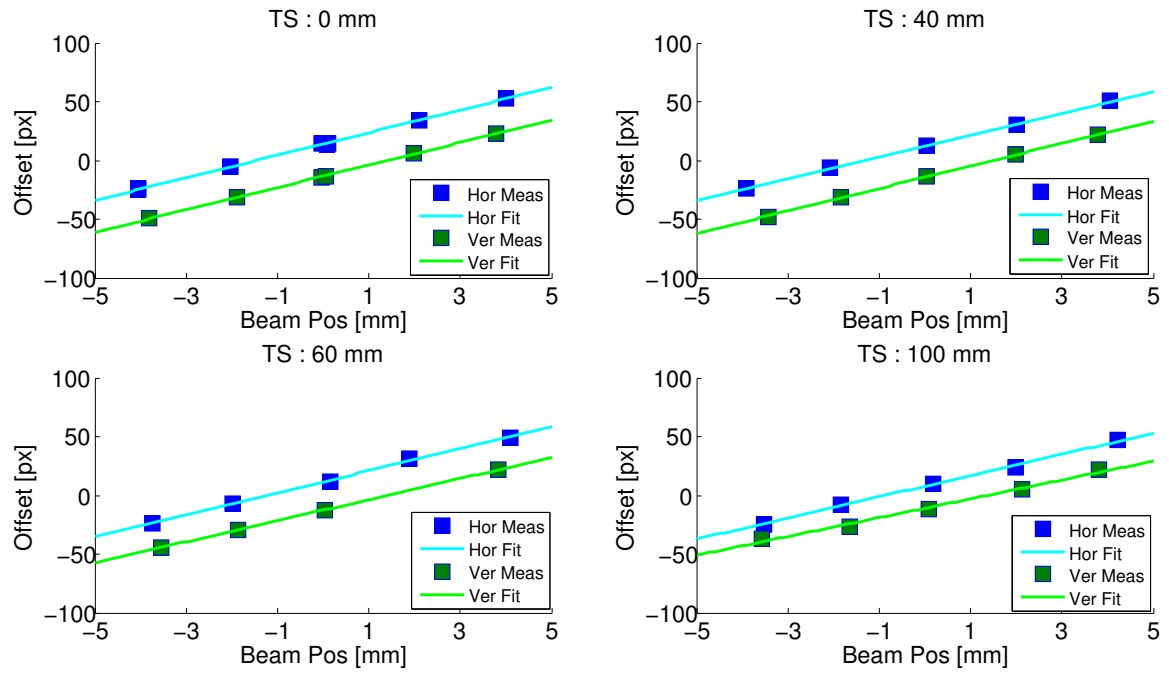 TS : 0 mm
100
50
0
−50
−100
Offset [px]
−5 −3 −1 1 3 5
Beam Pos [mm]
Hor Meas
Hor Fit
Ver Meas
Ver Fit
TS : 40 mm
100
50
0
−50
−100
Offset [px]
−5 −3 −1 1 3 5
Beam Pos [mm]
Hor Meas
Hor Fit
Ver Meas
Ver Fit
TS : 60 mm
100
50
0
−50
−100
Offset [px]
−5 −3 −1 1 3 5
Beam Pos [mm]
Hor Meas
Hor Fit
Ver Meas
Ver Fit
TS : 100 mm
100
50
0
−50
−100
Offset [px]
−5 −3 −1 1 3 5
Beam Pos [mm]
Hor Meas
Hor Fit
Ver Meas
Ver Fit